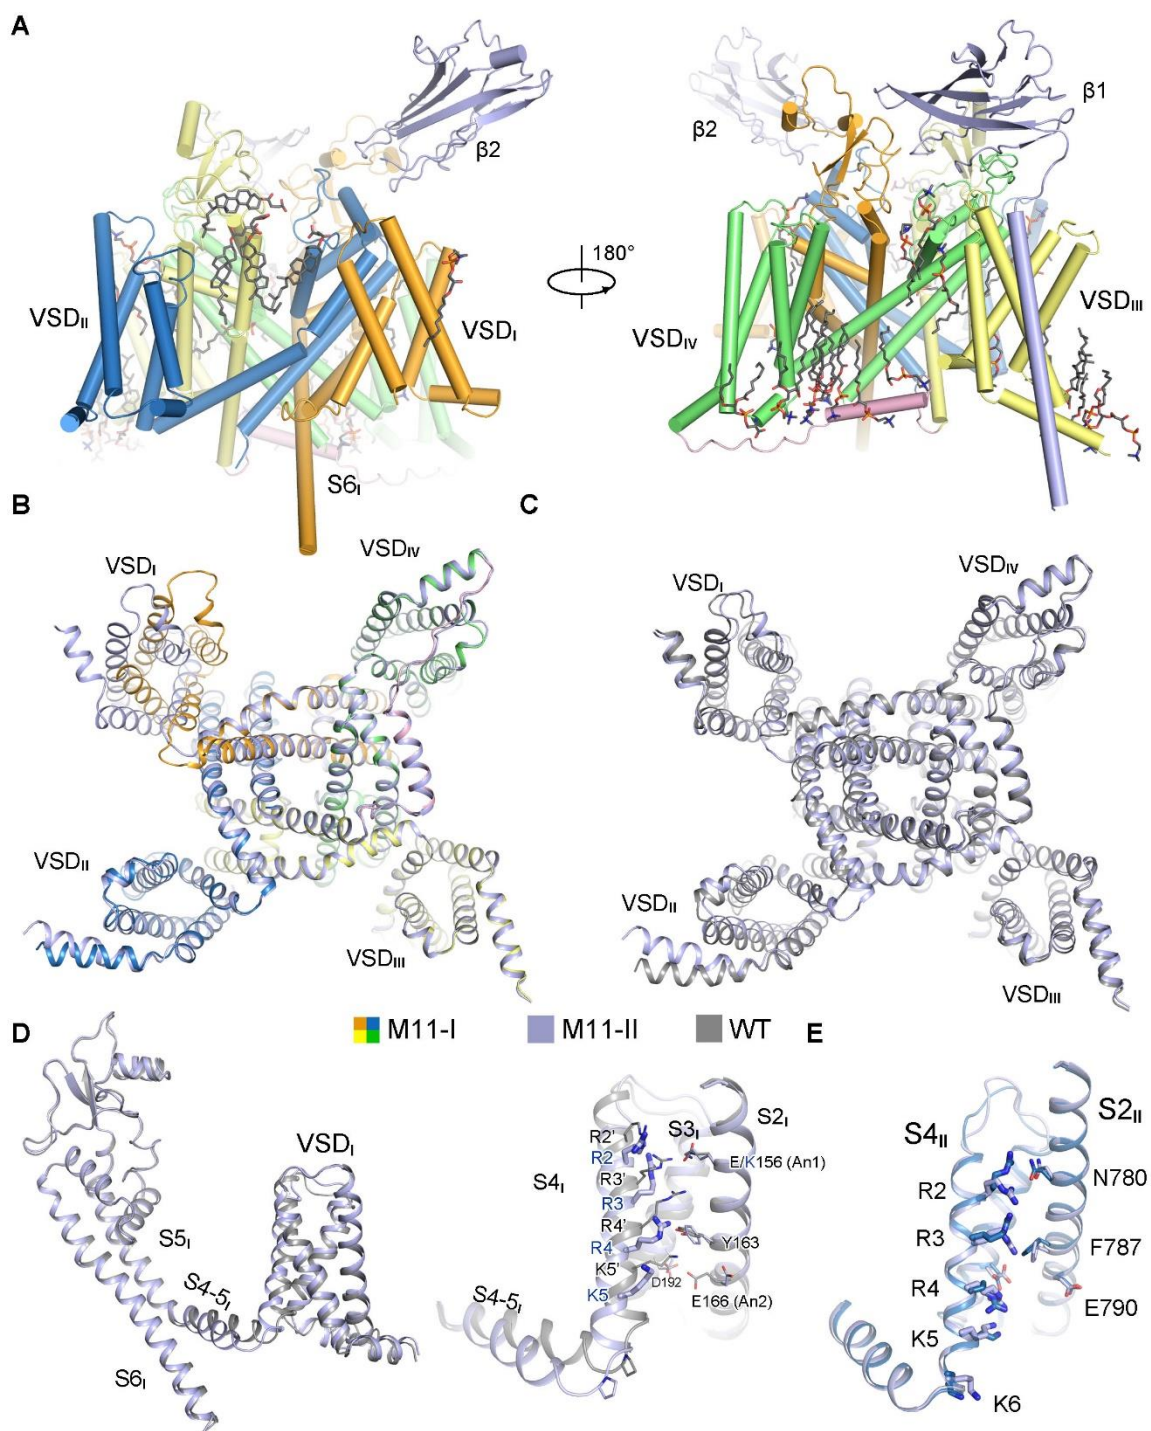 A
β2
VSDII
VSDI
S6I
180°
β2
β1
VSDIV
VSDIII
B
VSDI
VSDIV
VSDII
VSDIII
C
VSDI
VSDIV
VSDII
VSDIII
M11-I
M11-II
WT
D
VSDI
S5I
S4-5I
S6I
S2I
S3I
S4I
R2'
R2
R3'
R3
R4'
R4
K5'
K5
E/K156 (An1)
Y163
D192
E166 (An2)
S4-5I
E
S2II
S4II
R2
N780
R3
F787
R4
E790
K5
K6